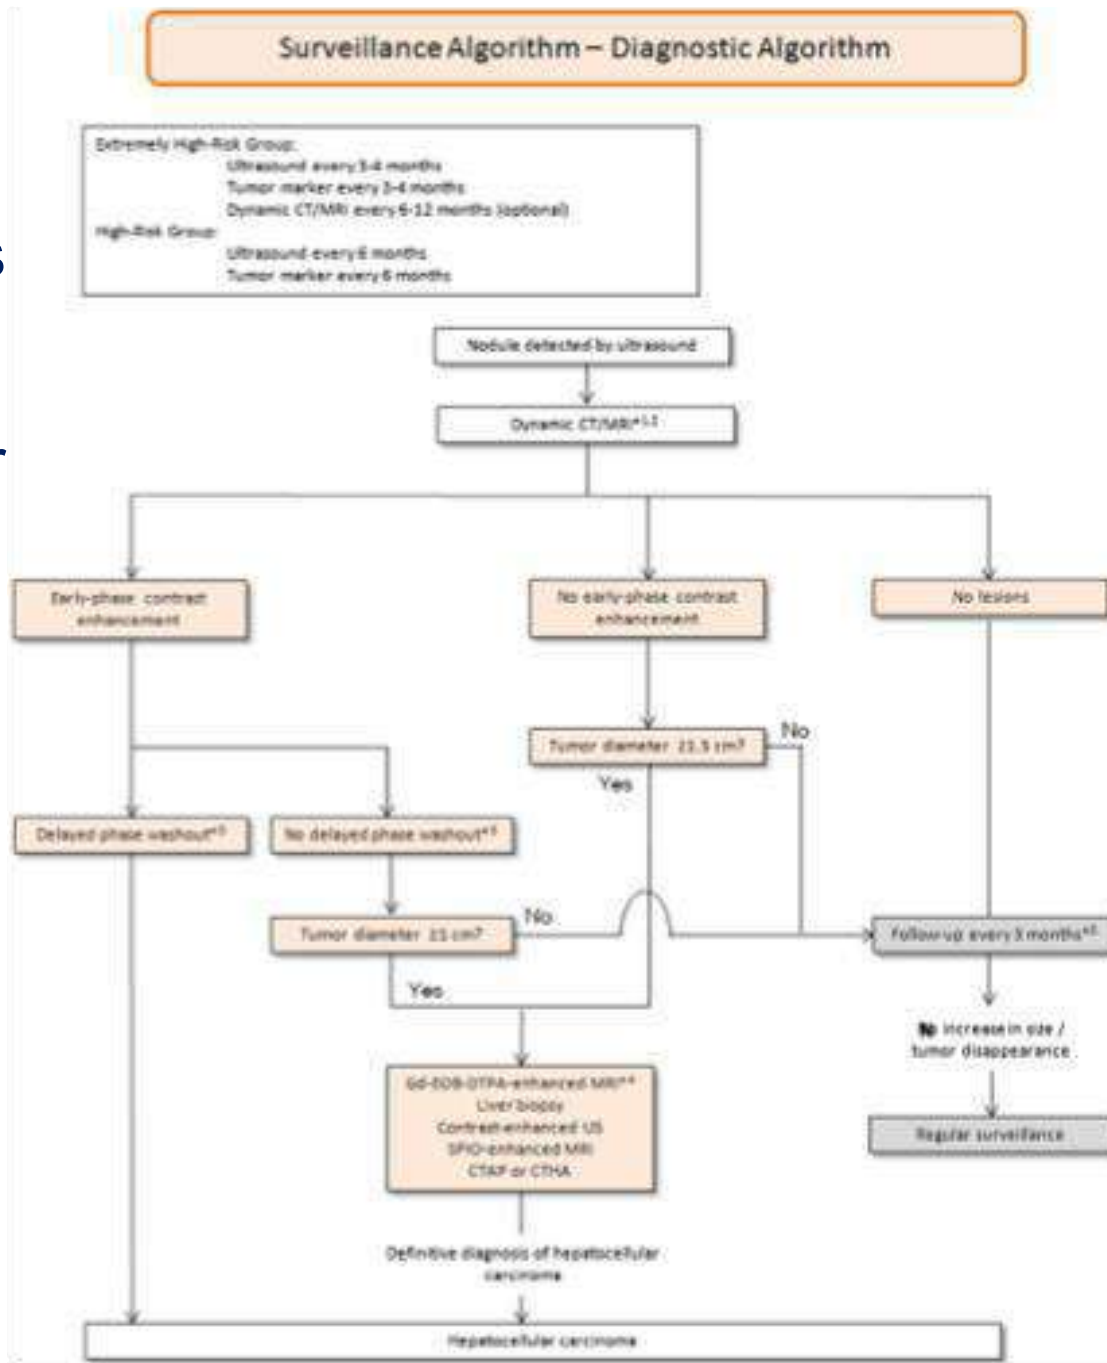 Surveillance Algorithm – Diagnostic Algorithm
Extremely High-Risk Group:
Ultrasound every 3-4 months
Tumor marker every 3-4 months
Dynamic CT/MRI every 6-12 months (optional)
High-Risk Group:
Ultrasound every 6 months
Tumor marker every 6 months
s
r
Nodule detected by ultrasound
Dynamic CT/MRI*1,2
Early-phase contrast
enhancement
No early-phase contrast
enhancement
No lesions
Tumor diameter ≥1.5 cm?
No
Yes
Delayed phase washout
No delayed phase washout
Tumor diameter ≥1 cm?
No
Yes
Follow up every 3 months
No increase in size /
tumor disappearance
Gd-EOB-DTPA-enhanced MRI*4
Liver biopsy
Contrast-enhanced US
SPIO-enhanced MRI
CTAP or CTHA
Regular surveillance
Definitive diagnosis of hepatocellular
carcinoma
Hepatocellular carcinoma